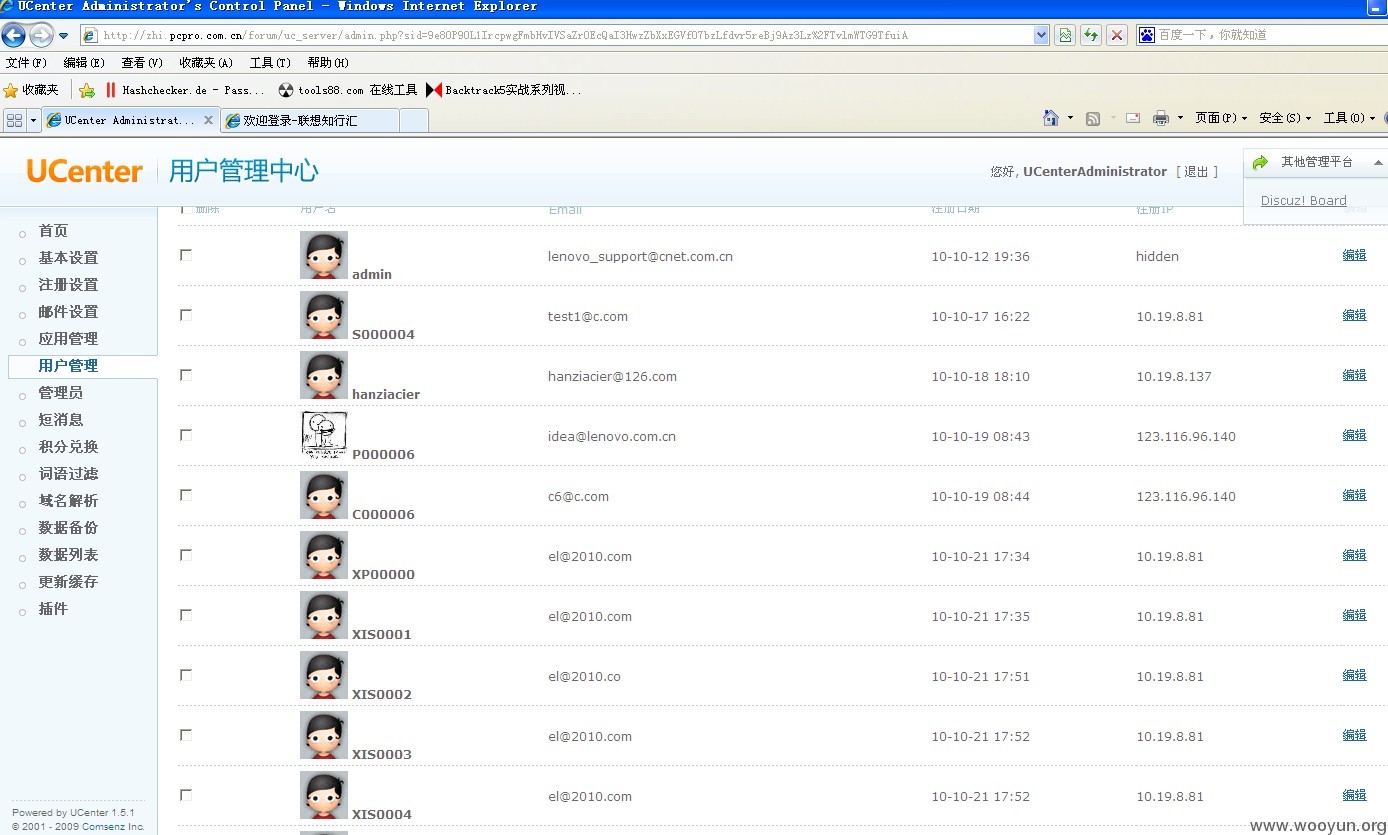 UCenter Administrator's Control Panel - Windows Internet Explorer
文件(F) 编辑(E) 查看(V) 收藏夹(A) 工具(T) 帮助(H)
百度一下，你就知道
收藏夹 Hashchecker.de - Pass... tools88.com 在线工具 Backtrack5实战系列视...
UCenter Administrat... 欢迎登录-联想知行汇 页面(P) 安全(S) 工具(O)
UCenter 用户管理中心 您好, UCenterAdministrator [ 退出 ] 其他管理平台
Discuz! Board
删除 用户名 Email 注册日期 注册IP
首页
基本设置
注册设置
邮件设置
应用管理
用户管理
管理员
短消息
积分兑换
词语过滤
域名解析
数据备份
数据列表
更新缓存
插件
admin lenovo_support@cnet.com.cn 10-10-12 19:36 hidden 编辑
S000004 test1@c.com 10-10-17 16:22 10.19.8.81 编辑
hanziacier hanziacier@126.com 10-10-18 18:10 10.19.8.137 编辑
P000006 idea@lenovo.com.cn 10-10-19 08:43 123.116.96.140 编辑
C000006 c6@c.com 10-10-19 08:44 123.116.96.140 编辑
XP00000 el@2010.com 10-10-21 17:34 10.19.8.81 编辑
XIS0001 el@2010.com 10-10-21 17:35 10.19.8.81 编辑
XIS0002 el@2010.co 10-10-21 17:51 10.19.8.81 编辑
XIS0003 el@2010.com 10-10-21 17:52 10.19.8.81 编辑
XIS0004 el@2010.com 10-10-21 17:52 10.19.8.81 编辑
Powered by UCenter 1.5.1
© 2001 - 2009 Comsenz Inc.
www.wooyun.org